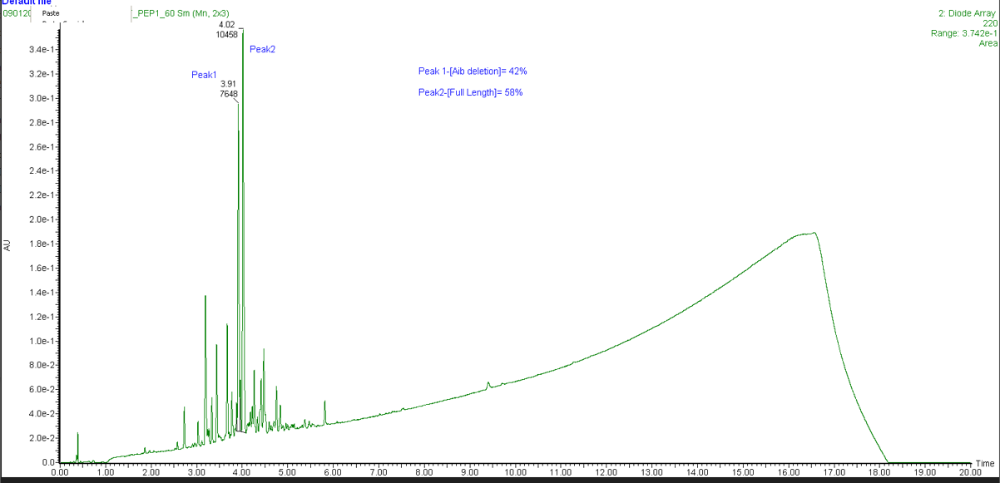 Default file
090120
Paste
_PEP1_60 Sm (Mn, 2x3)
2: Diode Array
220
Range: 3.742e-1
Area
4.02
10458
Peak2
Peak1
3.91
7648
Peak 1-[Aib deletion]= 42%
Peak2-[Full Length]= 58%
AU
3.4e-1
3.2e-1
3.0e-1
2.8e-1
2.6e-1
2.4e-1
2.2e-1
2.0e-1
1.8e-1
1.6e-1
1.4e-1
1.2e-1
1.0e-1
8.0e-2
6.0e-2
4.0e-2
2.0e-2
0.0
0.00 1.00 2.00 3.00 4.00 5.00 6.00 7.00 8.00 9.00 10.00 11.00 12.00 13.00 14.00 15.00 16.00 17.00 18.00 19.00 20.00
Time